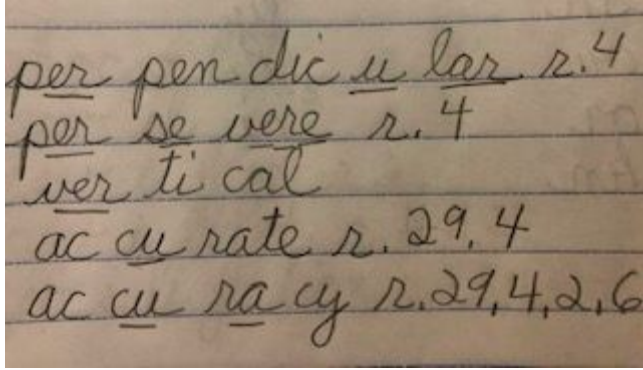 per pen dic u lar r. 4
per se vere r. 4
ver ti cal
ac cu rate r. 29, 4
ac cu ra cy r. 29, 4, 2, 6